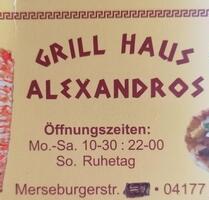 GRILL HAUS
ALEXANDROS
Öffnungszeiten:
Mo.-Sa. 10-30 : 22-00
So. Ruhetag
Merseburgerstr. • 04177